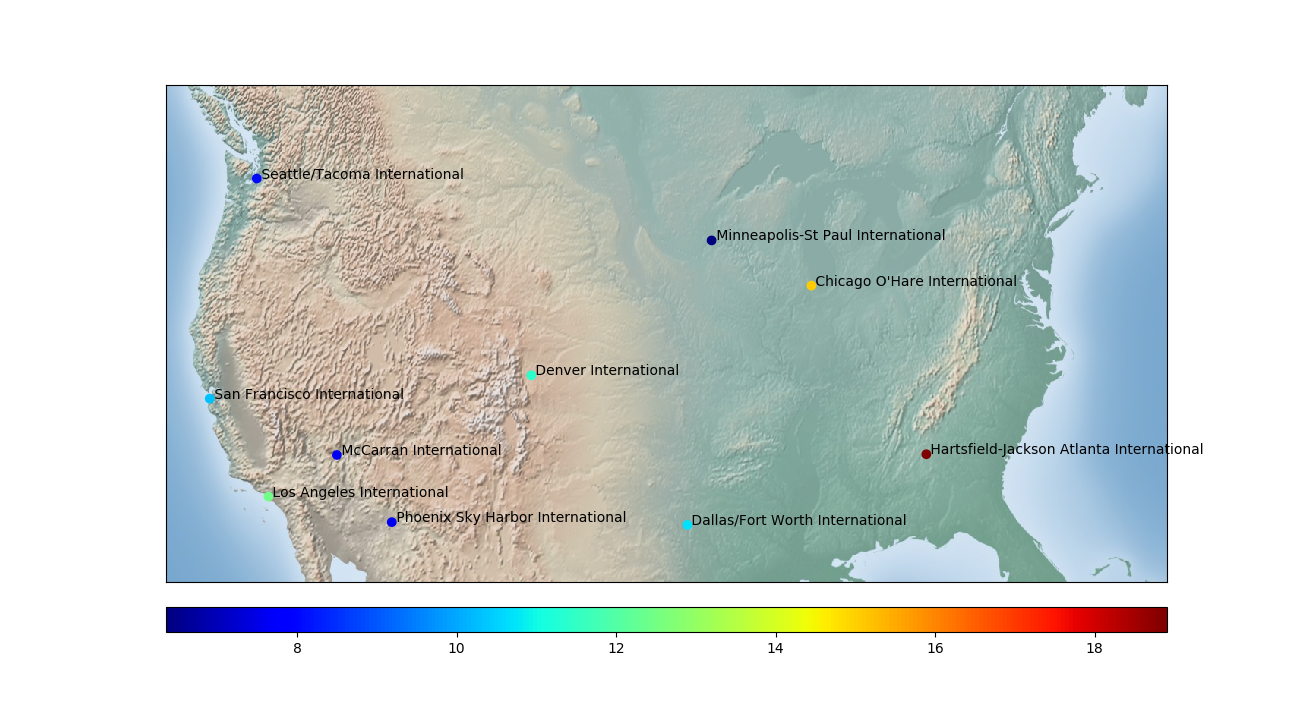 Seattle/Tacoma International
Minneapolis-St Paul International
Chicago O'Hare International
Denver International
San Francisco International
McCarran International
Hartsfield-Jackson Atlanta International
Los Angeles International
Phoenix Sky Harbor International
Dallas/Fort Worth International
8 10 12 14 16 18